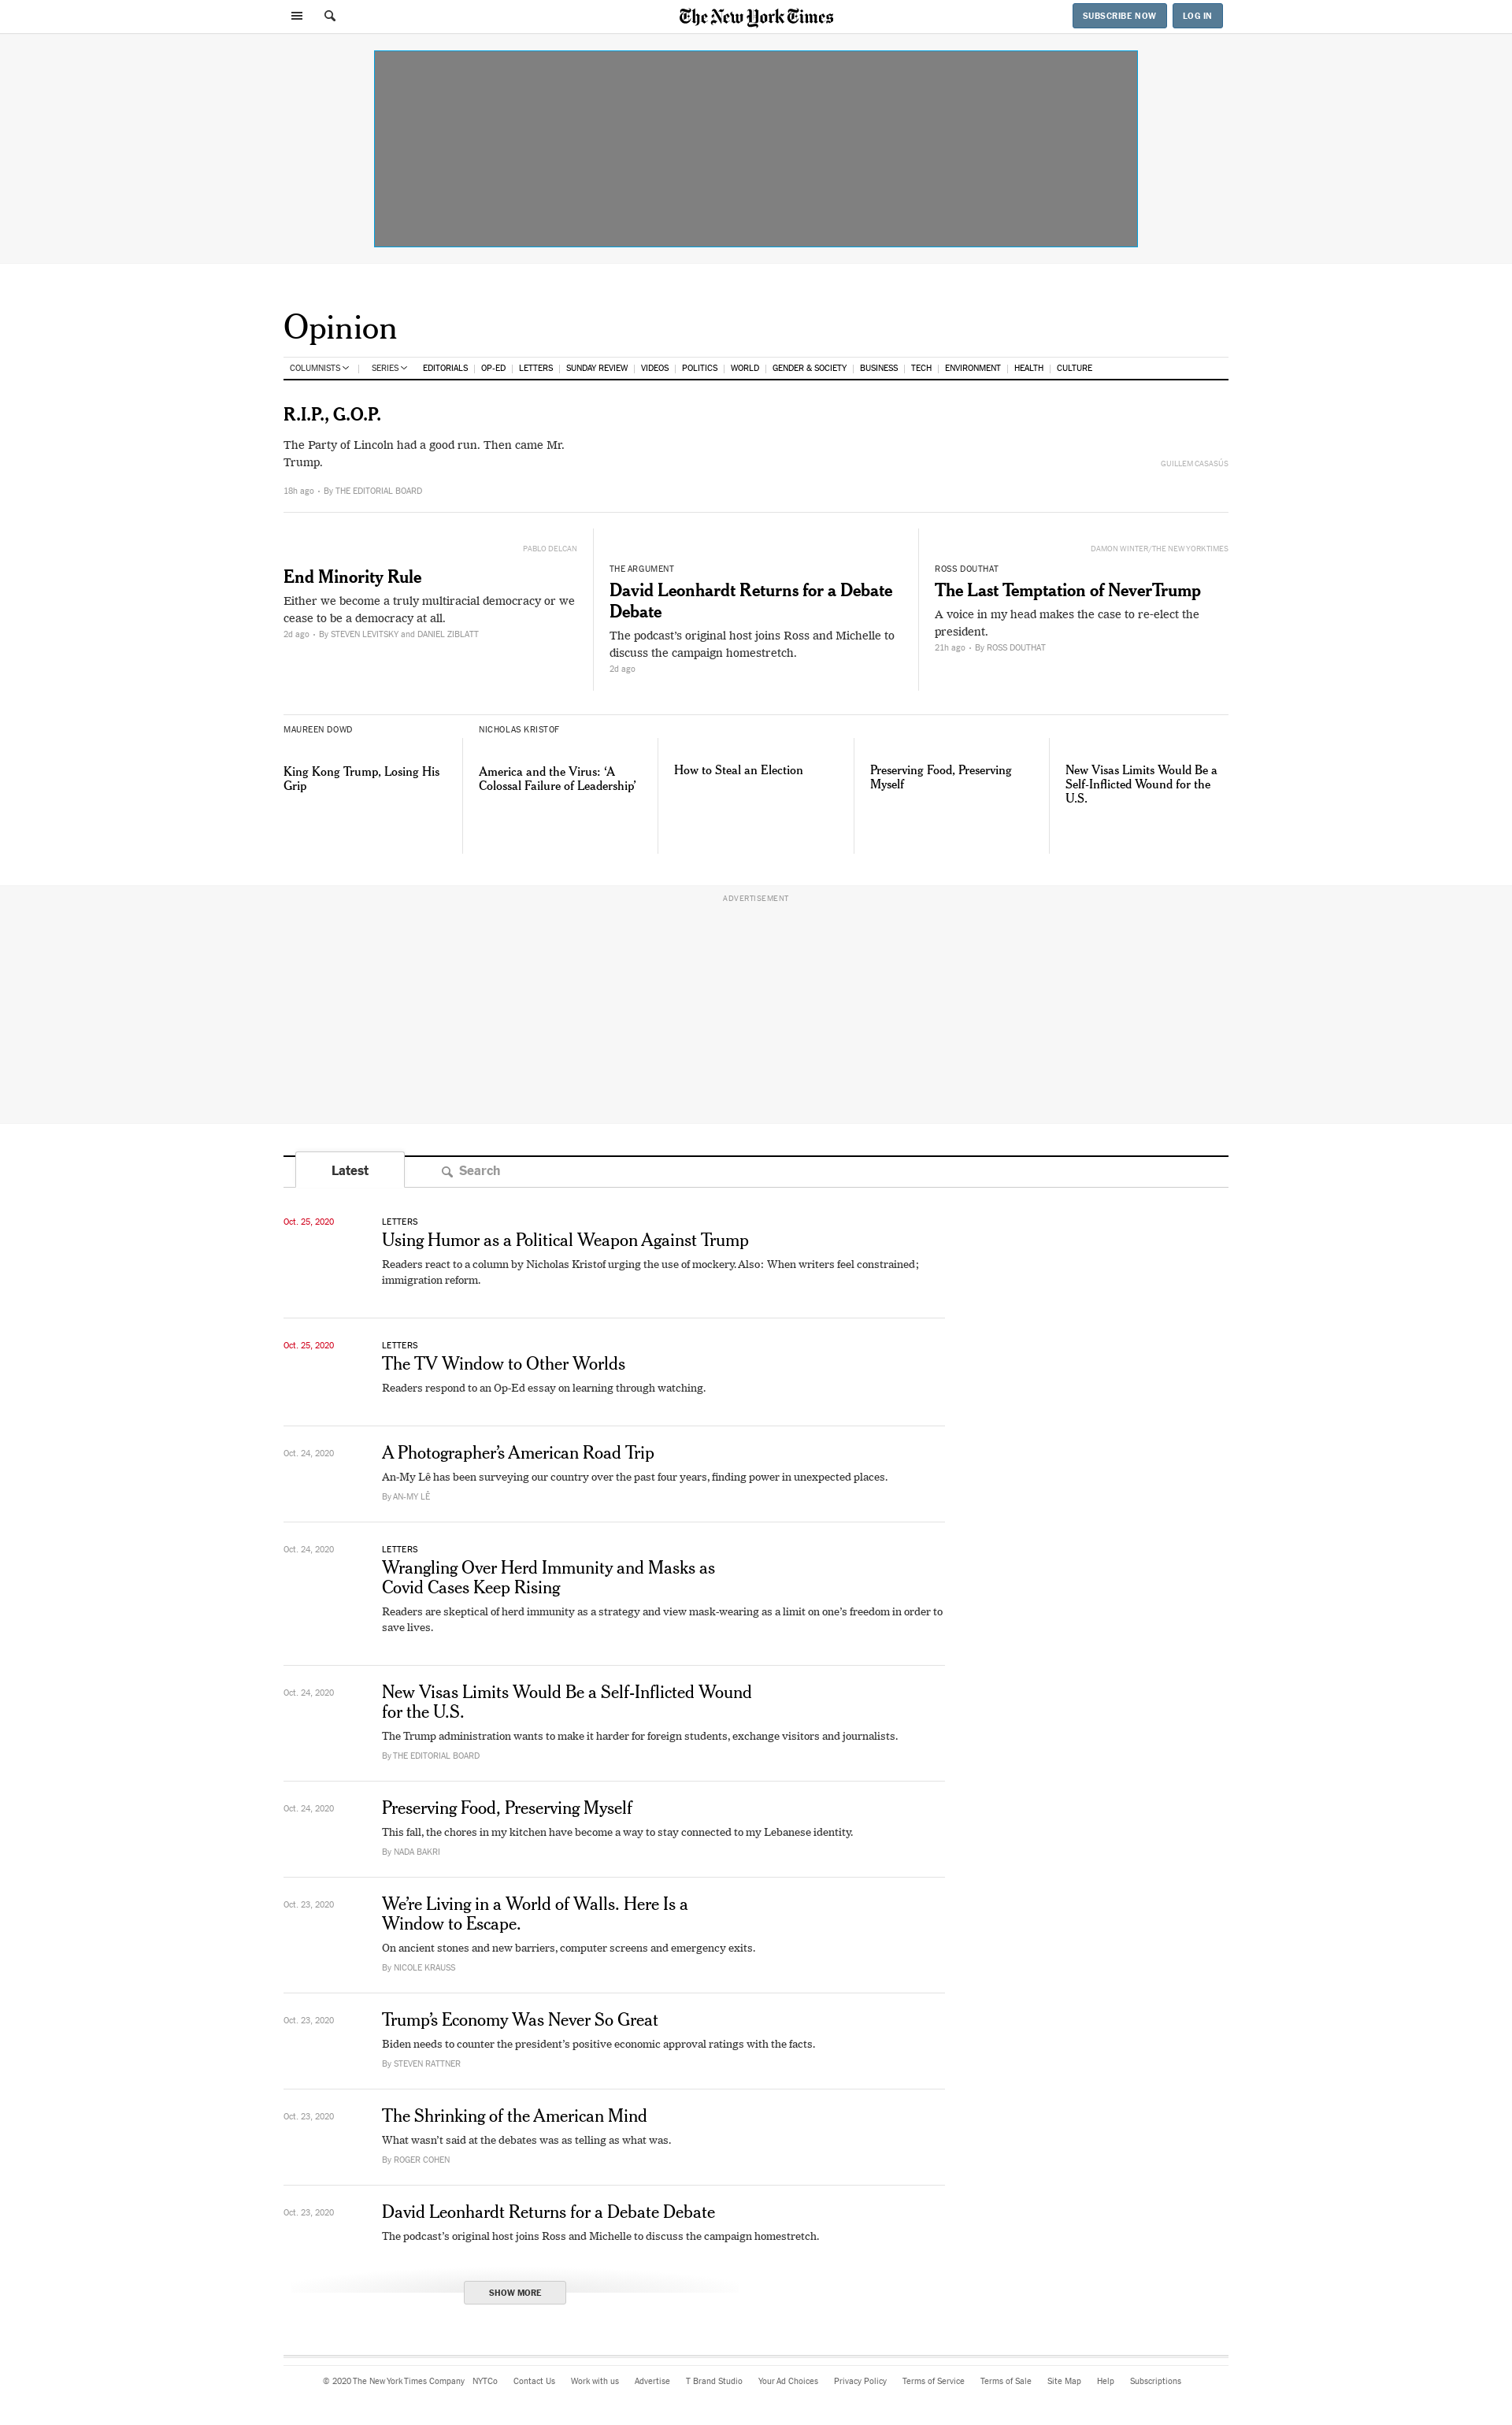 The New York Times
SUBSCRIBE NOW
LOG IN
Opinion
COLUMNISTS
SERIES
EDITORIALS
OP-ED
LETTERS
SUNDAY REVIEW
VIDEOS
POLITICS
WORLD
GENDER & SOCIETY
BUSINESS
TECH
ENVIRONMENT
HEALTH
CULTURE
R.I.P., G.O.P.
The Party of Lincoln had a good run. Then came Mr.
Trump.
GUILLEM CASASÚS
18h ago • By THE EDITORIAL BOARD
PABLO DELCAN
End Minority Rule
Either we become a truly multiracial democracy or we
cease to be a democracy at all.
2d ago • By STEVEN LEVITSKY and DANIEL ZIBLATT
THE ARGUMENT
David Leonhardt Returns for a Debate
Debate
The podcast’s original host joins Ross and Michelle to
discuss the campaign homestretch.
2d ago
DAMON WINTER/THE NEW YORK TIMES
ROSS DOUTHAT
The Last Temptation of NeverTrump
A voice in my head makes the case to re-elect the
president.
21h ago • By ROSS DOUTHAT
MAUREEN DOWD
King Kong Trump, Losing His
Grip
NICHOLAS KRISTOF
America and the Virus: ‘A
Colossal Failure of Leadership’
How to Steal an Election
Preserving Food, Preserving
Myself
New Visas Limits Would Be a
Self-Inflicted Wound for the
U.S.
ADVERTISEMENT
Latest
Search
Oct. 25, 2020
LETTERS
Using Humor as a Political Weapon Against Trump
Readers react to a column by Nicholas Kristof urging the use of mockery. Also: When writers feel constrained;
immigration reform.
Oct. 25, 2020
LETTERS
The TV Window to Other Worlds
Readers respond to an Op-Ed essay on learning through watching.
Oct. 24, 2020
A Photographer’s American Road Trip
An-My Lê has been surveying our country over the past four years, finding power in unexpected places.
By AN-MY LÊ
Oct. 24, 2020
LETTERS
Wrangling Over Herd Immunity and Masks as
Covid Cases Keep Rising
Readers are skeptical of herd immunity as a strategy and view mask-wearing as a limit on one’s freedom in order to
save lives.
Oct. 24, 2020
New Visas Limits Would Be a Self-Inflicted Wound
for the U.S.
The Trump administration wants to make it harder for foreign students, exchange visitors and journalists.
By THE EDITORIAL BOARD
Oct. 24, 2020
Preserving Food, Preserving Myself
This fall, the chores in my kitchen have become a way to stay connected to my Lebanese identity.
By NADA BAKRI
Oct. 23, 2020
We’re Living in a World of Walls. Here Is a
Window to Escape.
On ancient stones and new barriers, computer screens and emergency exits.
By NICOLE KRAUSS
Oct. 23, 2020
Trump’s Economy Was Never So Great
Biden needs to counter the president’s positive economic approval ratings with the facts.
By STEVEN RATTNER
Oct. 23, 2020
The Shrinking of the American Mind
What wasn’t said at the debates was as telling as what was.
By ROGER COHEN
Oct. 23, 2020
David Leonhardt Returns for a Debate Debate
The podcast’s original host joins Ross and Michelle to discuss the campaign homestretch.
SHOW MORE
© 2020 The New York Times Company
NYTCo
Contact Us
Work with us
Advertise
T Brand Studio
Your Ad Choices
Privacy Policy
Terms of Service
Terms of Sale
Site Map
Help
Subscriptions